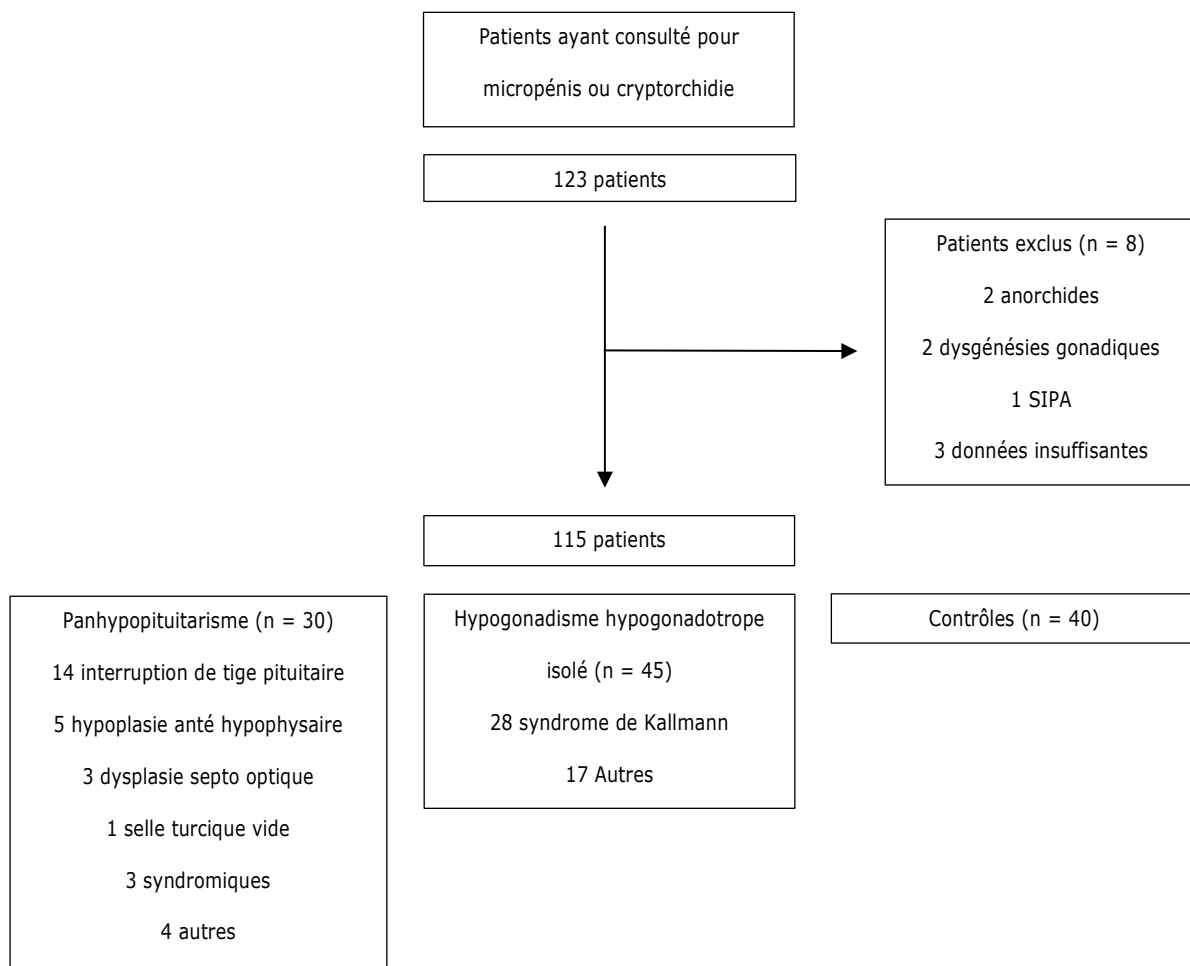 Patients ayant consulté pour
micropénis ou cryptorchidie
123 patients
Patients exclus (n = 8)
2 anorchides
2 dysgénésies gonadiques
1 SIPA
3 données insuffisantes
115 patients
Panhypopituitarisme (n = 30)
14 interruption de tige pituitaire
5 hypoplasie anté hypophysaire
3 dysplasie septo optique
1 selle turcique vide
3 syndromiques
4 autres
Hypogonadisme hypogonadotrope
isolé (n = 45)
28 syndrome de Kallmann
17 Autres
Contrôles (n = 40)